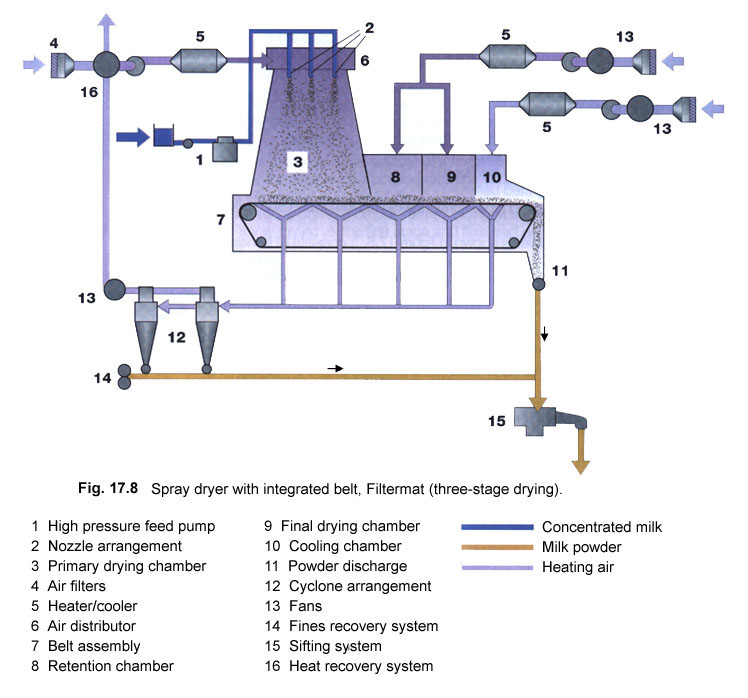 2
4
5
5
13
6
16
5
13
1
3
8
9
10
7
11
13
12
14
15
Fig. 17.8 Spray dryer with integrated belt, Filtermat (three-stage drying).
1 High pressure feed pump
2 Nozzle arrangement
3 Primary drying chamber
4 Air filters
5 Heater/cooler
6 Air distributor
7 Belt assembly
8 Retention chamber
9 Final drying chamber
10 Cooling chamber
11 Powder discharge
12 Cyclone arrangement
13 Fans
14 Fines recovery system
15 Sifting system
16 Heat recovery system
Concentrated milk
Milk powder
Heating air